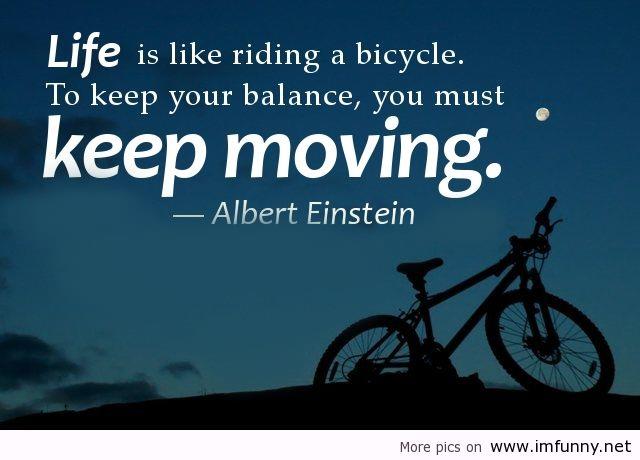 Life is like riding a bicycle.
To keep your balance, you must
keep moving.
— Albert Einstein
More pics on www.imfunny.net